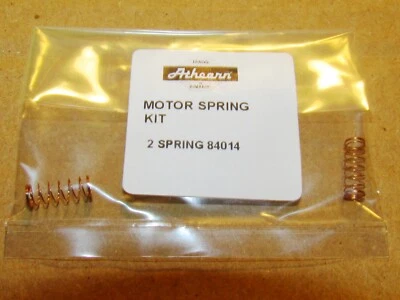 Athearn
MOTOR SPRING
KIT
2 SPRING 84014